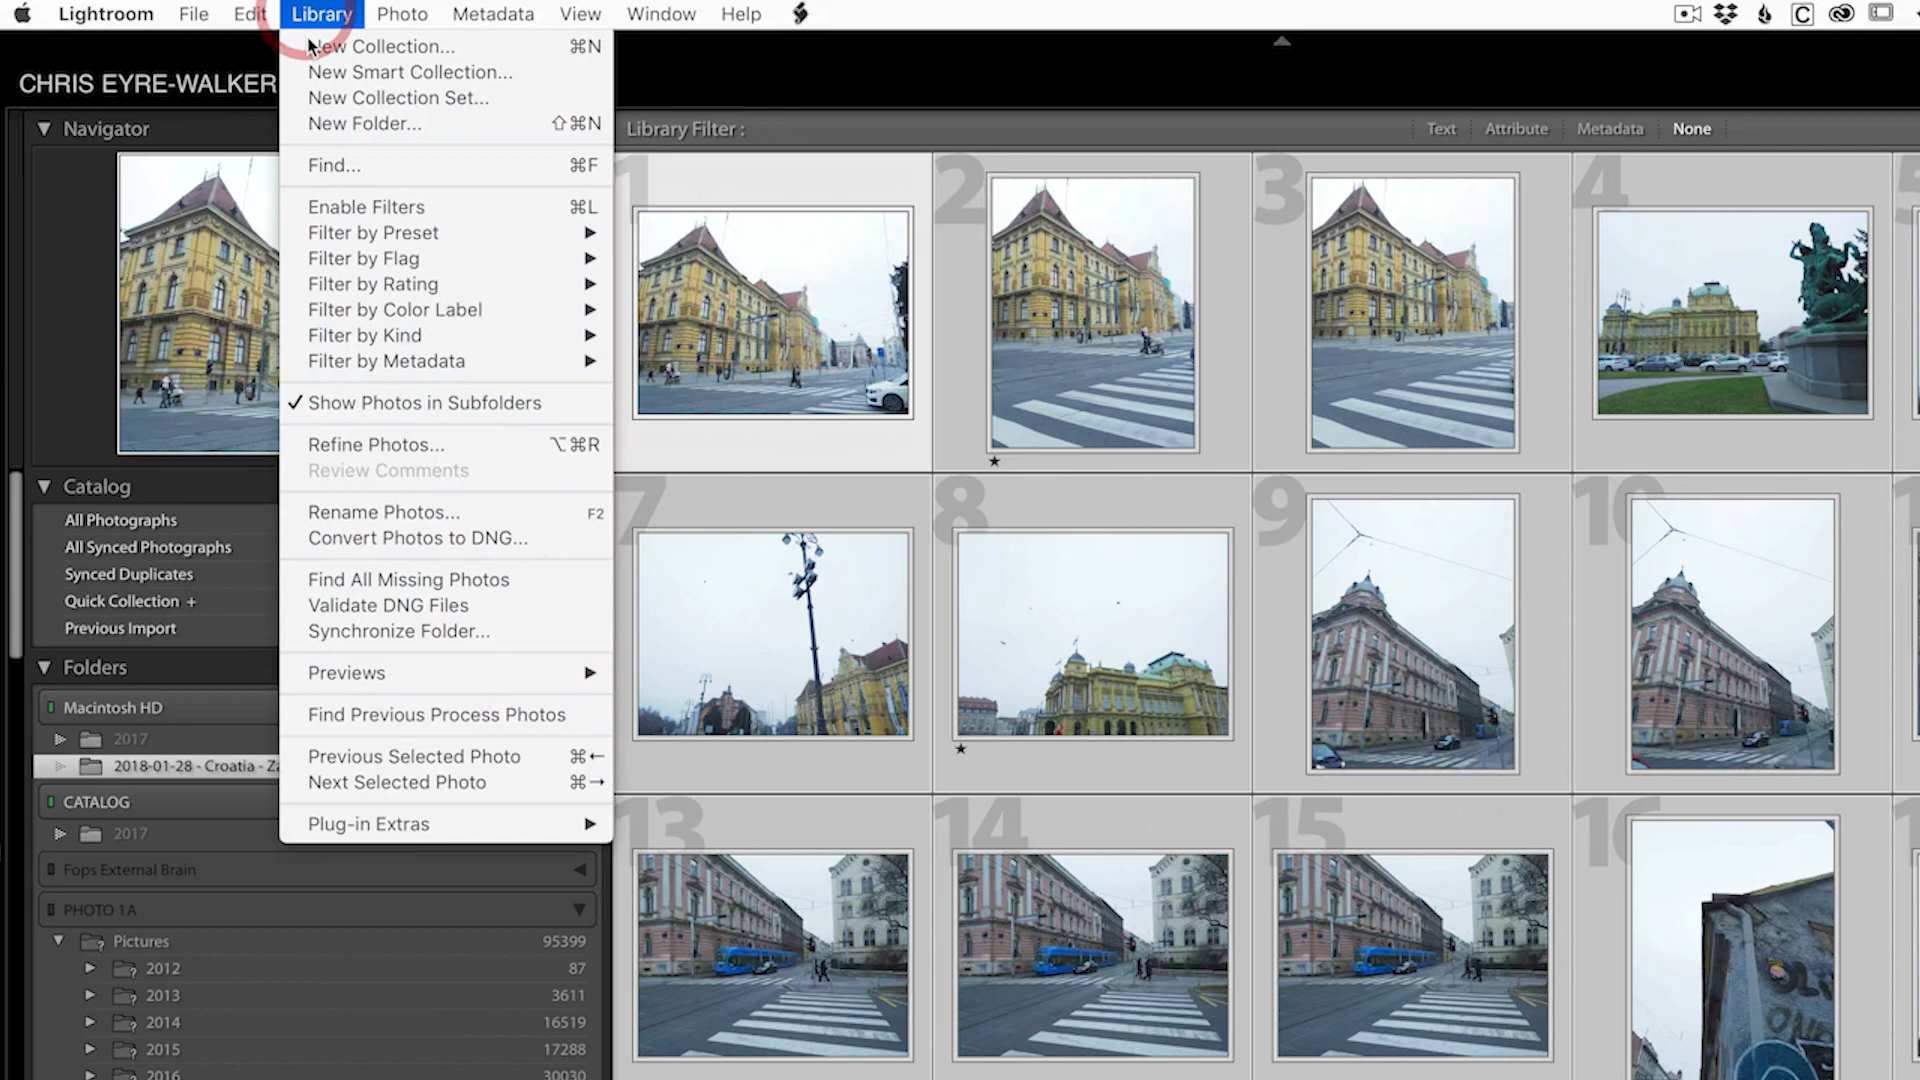 Lightroom File Edit Library Photo Metadata View Window Help
New Collection... ⌘N
New Smart Collection...
New Collection Set...
New Folder... ⇧⌘N
Find... ⌘F
Enable Filters ⌘L
Filter by Preset
Filter by Flag
Filter by Rating
Filter by Color Label
Filter by Kind
Filter by Metadata
✓ Show Photos in Subfolders
Refine Photos... ⌥⌘R
Review Comments
Rename Photos... F2
Convert Photos to DNG...
Find All Missing Photos
Validate DNG Files
Synchronize Folder...
Previews
Find Previous Process Photos
Previous Selected Photo ⌘←
Next Selected Photo ⌘→
Plug-in Extras
CHRIS EYRE-WALKER
Navigator
Catalog
All Photographs
All Synced Photographs
Synced Duplicates
Quick Collection +
Previous Import
Folders
Macintosh HD
2017
2018-01-28 - Croatia - Za
CATALOG
2017
Fops External Brain
PHOTO 1A
Pictures 95399
2012 87
2013 3611
2014 16519
2015 17288
2016 30030
Library Filter : Text Attribute Metadata None
1 2 3 4 5
7 8 9 10
13 14 15 16